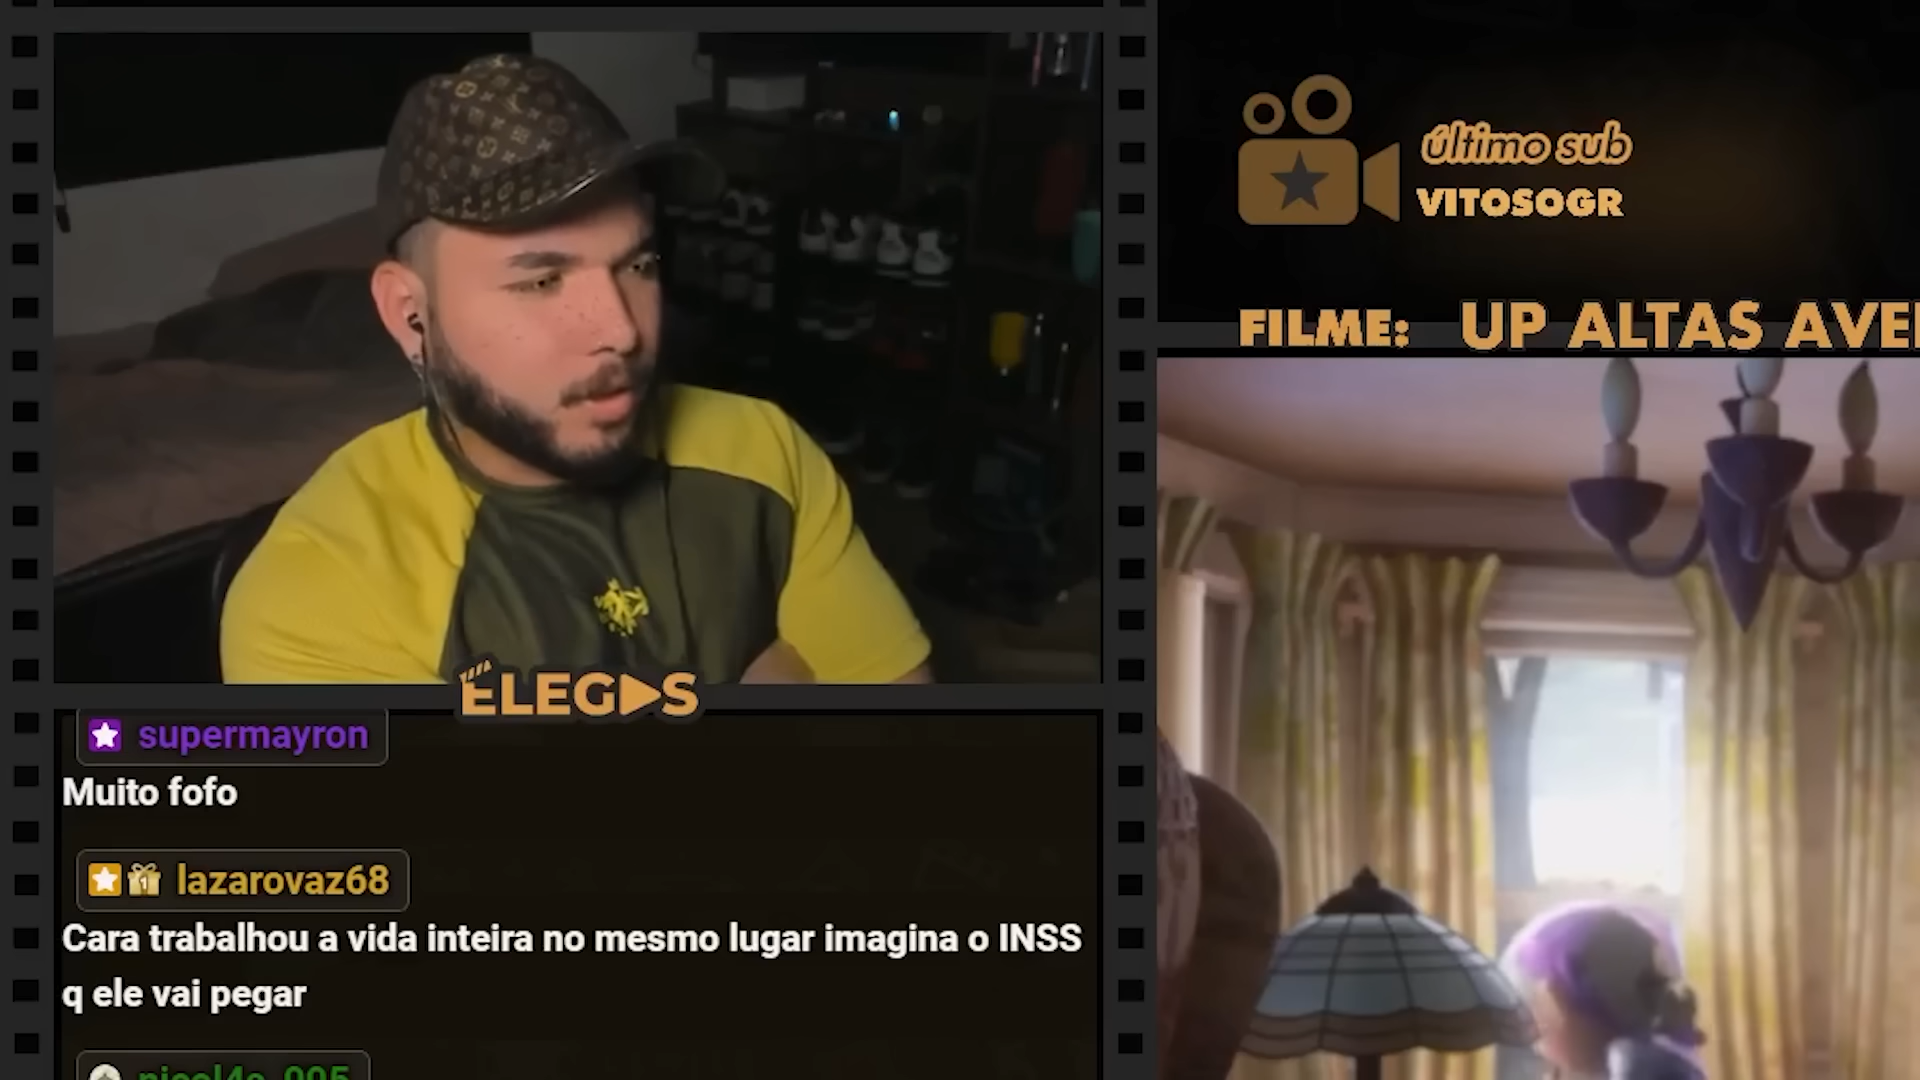 último sub
VITOSOGR
FILME: UP ALTAS AVE
ELEGOS
supermayron
Muito fofo
lazarovaz68
Cara trabalhou a vida inteira no mesmo lugar imagina o INSS
q ele vai pegar